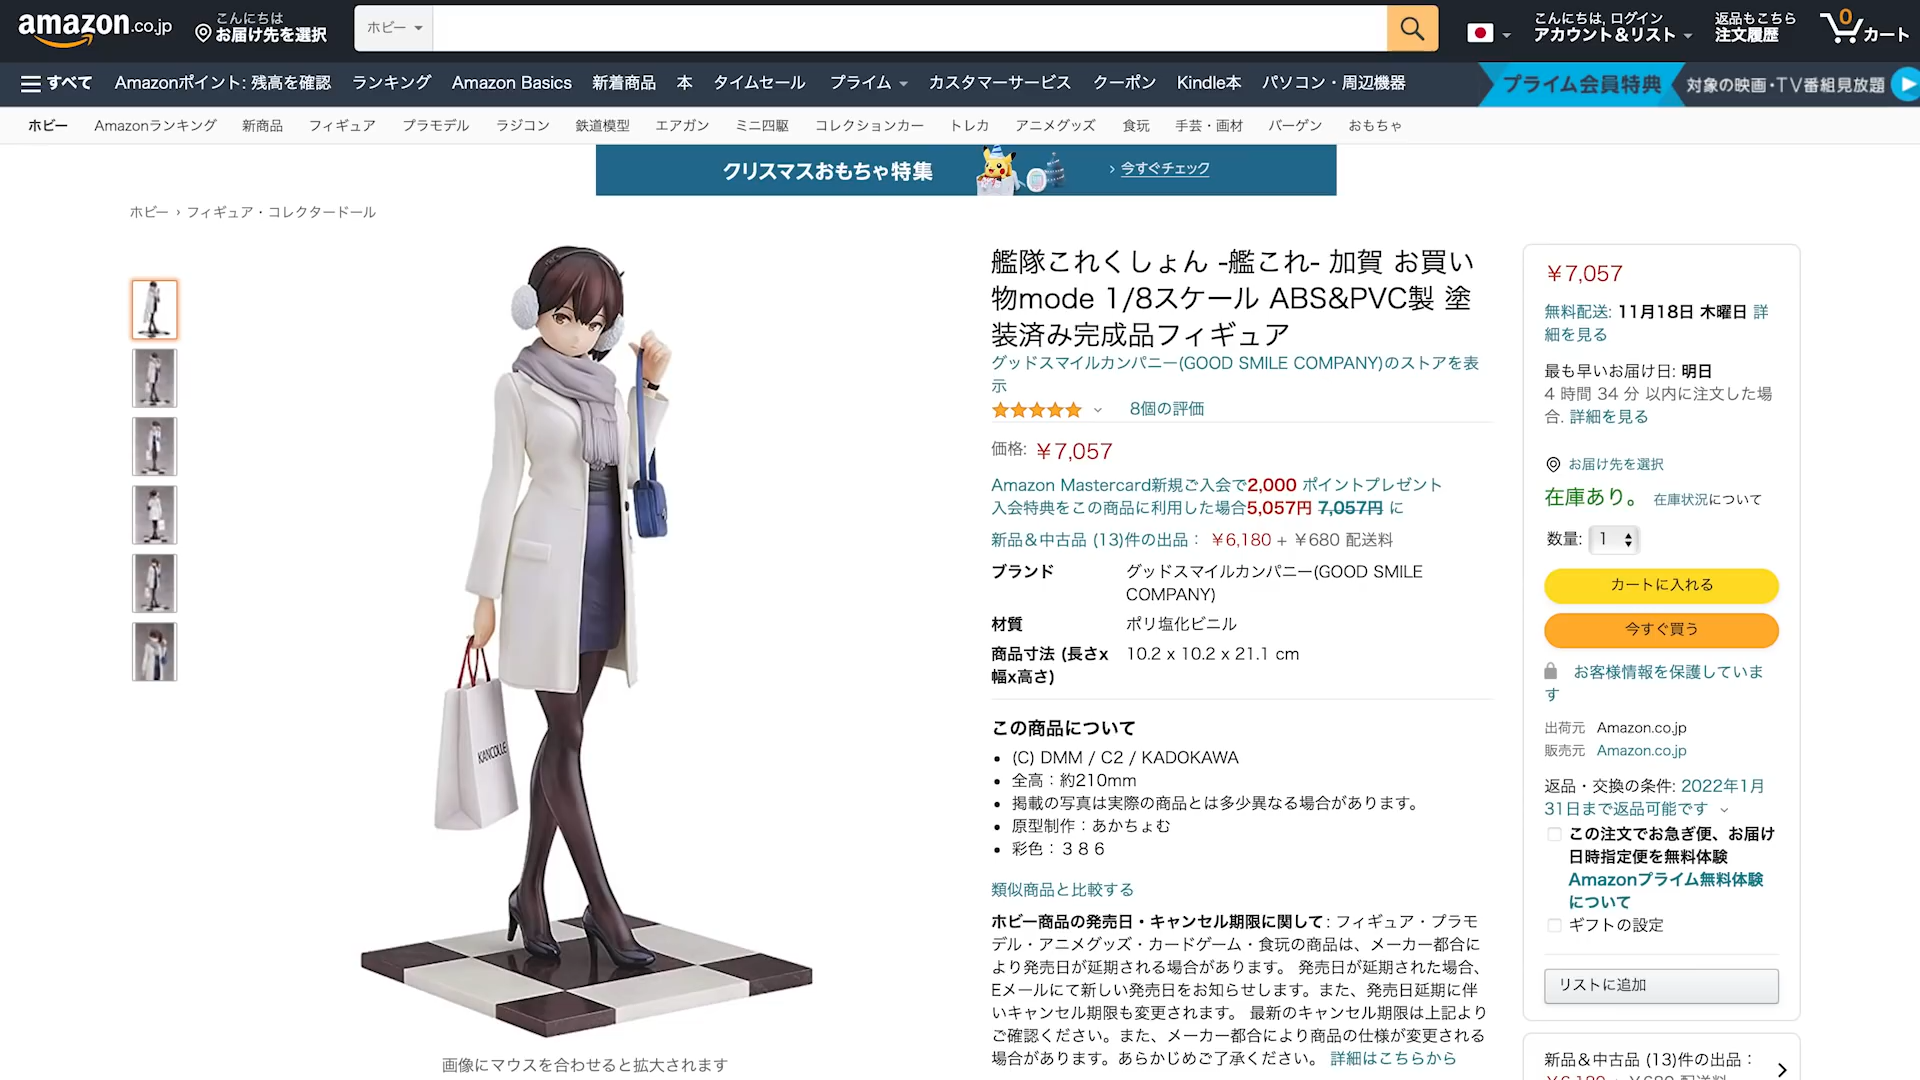 amazon.co.jp
こんにちは
お届け先を選択
ホビー
こんにちは, ログイン
アカウント&リスト
返品もこちら
注文履歴
0
カート
すべて
Amazonポイント: 残高を確認
ランキング
Amazon Basics
新着商品
本
タイムセール
プライム
カスタマーサービス
クーポン
Kindle本
パソコン・周辺機器
プライム会員特典
対象の映画・TV番組見放題
ホビー
Amazonランキング
新商品
フィギュア
プラモデル
ラジコン
鉄道模型
エアガン
ミニ四駆
コレクションカー
トレカ
アニメグッズ
食玩
手芸・画材
バーゲン
おもちゃ
クリスマスおもちゃ特集
› 今すぐチェック
ホビー › フィギュア・コレクタードール
KANCOLLE
画像にマウスを合わせると拡大されます
艦隊これくしょん -艦これ- 加賀 お買い
物mode 1/8スケール ABS&PVC製 塗
装済み完成品フィギュア
グッドスマイルカンパニー(GOOD SMILE COMPANY)のストアを表
示
8個の評価
価格: ￥7,057
Amazon Mastercard新規ご入会で2,000 ポイントプレゼント
入会特典をこの商品に利用した場合5,057円 7,057円 に
新品＆中古品 (13)件の出品： ￥6,180 + ￥680 配送料
ブランド グッドスマイルカンパニー(GOOD SMILE
COMPANY)
材質 ポリ塩化ビニル
商品寸法 (長さx 10.2 x 10.2 x 21.1 cm
幅x高さ)
この商品について
(C) DMM / C2 / KADOKAWA
全高：約210mm
掲載の写真は実際の商品とは多少異なる場合があります。
原型制作：あかちょむ
彩色：３８６
類似商品と比較する
ホビー商品の発売日・キャンセル期限に関して: フィギュア・プラモ
デル・アニメグッズ・カードゲーム・食玩の商品は、メーカー都合に
より発売日が延期される場合があります。 発売日が延期された場合、
Eメールにて新しい発売日をお知らせします。また、発売日延期に伴
いキャンセル期限も変更されます。 最新のキャンセル期限は上記より
ご確認ください。また、メーカー都合により商品の仕様が変更される
場合があります。あらかじめご了承ください。 詳細はこちらから
￥7,057
無料配送: 11月18日 木曜日 詳
細を見る
最も早いお届け日: 明日
4 時間 34 分 以内に注文した場
合. 詳細を見る
お届け先を選択
在庫あり。 在庫状況について
数量: 1
カートに入れる
今すぐ買う
お客様情報を保護していま
す
出荷元 Amazon.co.jp
販売元 Amazon.co.jp
返品・交換の条件: 2022年1月
31日まで返品可能です
この注文でお急ぎ便、お届け
日時指定便を無料体験
Amazonプライム無料体験
について
ギフトの設定
リストに追加
新品＆中古品 (13)件の出品：
￥6,180 + ￥680 配送料